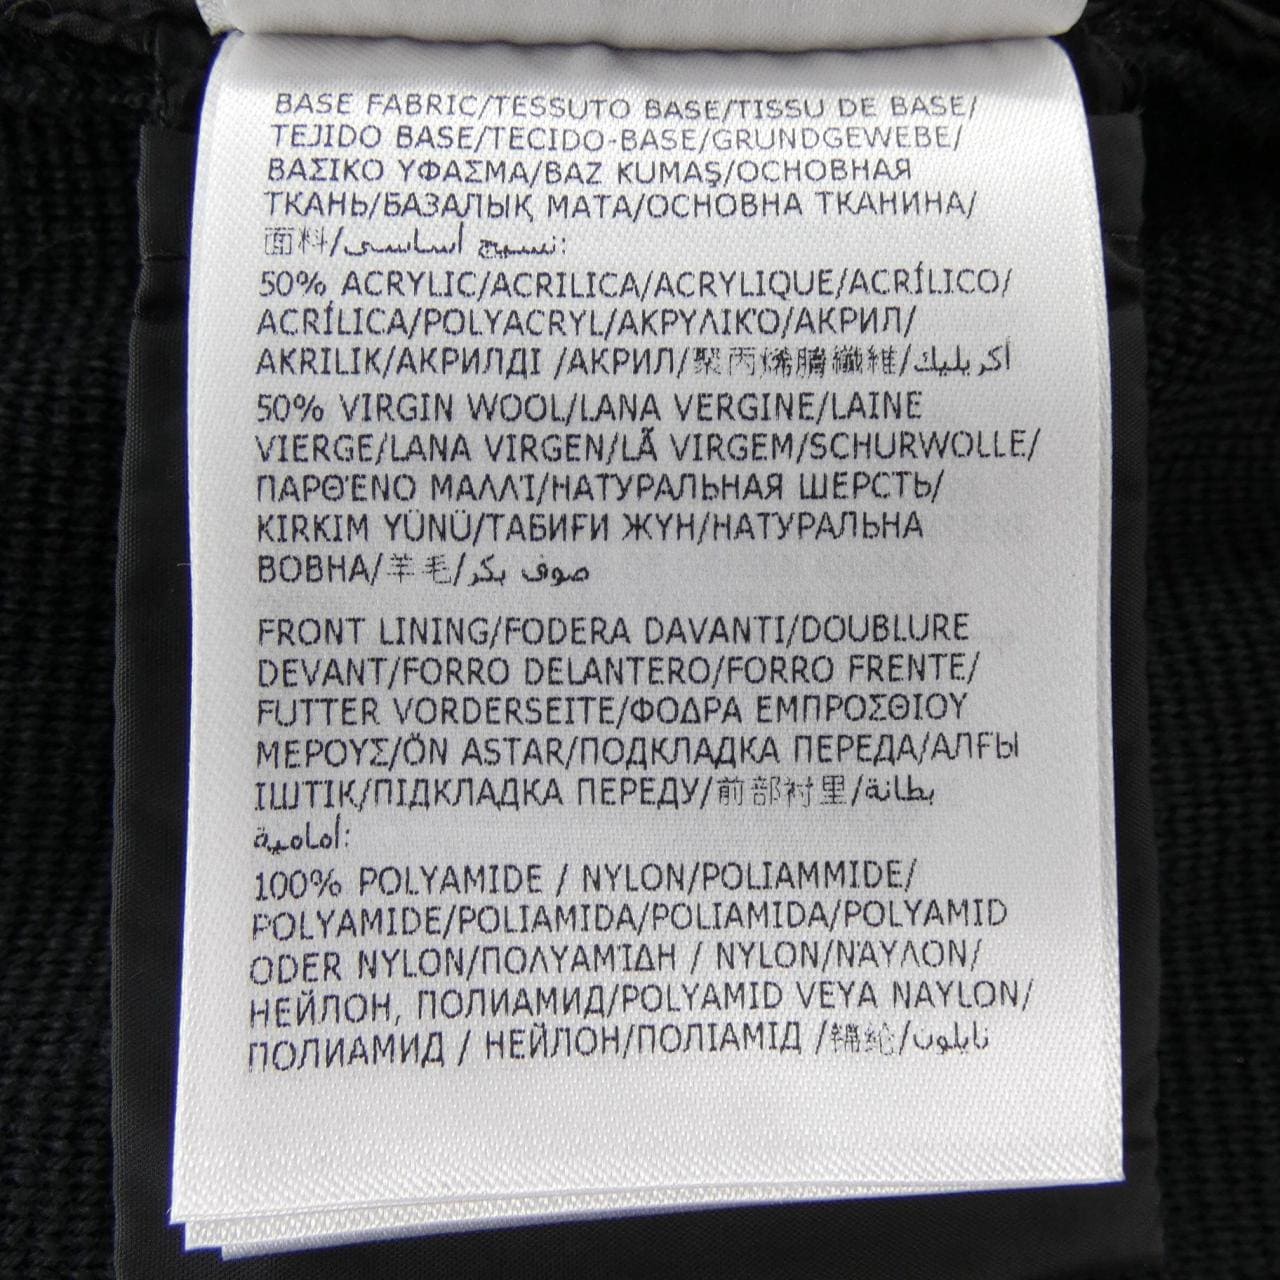 BASE FABRIC/TESSUTO BASE/TISSU DE BASE/
TEJIDO BASE/TECIDO-BASE/GRUNDGEWEBE/
ΒΑΣΙΚΟ ΥΦΑΣΜΑ/BAZ KUMAŞ/ОСНОВНАЯ
ТКАНЬ/БАЗАЛЫҚ МАТА/ОСНОВНА ТКАНИНА/
面料/نسيج أساسى:
50% ACRYLIC/ACRILICA/ACRYLIQUE/ACRÍLICO/
ACRÍLICA/POLYACRYL/ΑΚΡΥΛΙΚΌ/АКРИЛ/
AKRILIK/АКРИЛДІ /АКРИЛ/聚丙烯腈纖維/أكريليك
50% VIRGIN WOOL/LANA VERGINE/LAINE
VIERGE/LANA VIRGEN/LÃ VIRGEM/SCHURWOLLE/
ΠΑΡΘΈΝΟ ΜΑΛΛΊ/НАТУРАЛЬНАЯ ШЕРСТЬ/
KIRKIM YÜNÜ/ТАБИҒИ ЖҮН/НАТУРАЛЬНА
ВОВНА/羊毛/صوف بكر
FRONT LINING/FODERA DAVANTI/DOUBLURE
DEVANT/FORRO DELANTERO/FORRO FRENTE/
FUTTER VORDERSEITE/ΦΟΔΡΑ ΕΜΠΡΟΣΘΙΟΥ
ΜΕΡΟΥΣ/ÖN ASTAR/ПОДКЛАДКА ПЕРЕДА/АЛҒЫ
ІШТІК/ПІДКЛАДКА ПЕРЕДУ/前部衬里/بطانة
أمامية:
100% POLYAMIDE / NYLON/POLIAMMIDE/
POLYAMIDE/POLIAMIDA/POLIAMIDA/POLYAMID
ODER NYLON/ΠΟΛΥΑΜΊΔΗ / NYLON/ΝΆΥΛΟΝ/
НЕЙЛОН, ПОЛИАМИД/POLYAMID VEYA NAYLON/
ПОЛИАМИД / НЕЙЛОН/ПОЛІАМІД /锦纶/نايلون